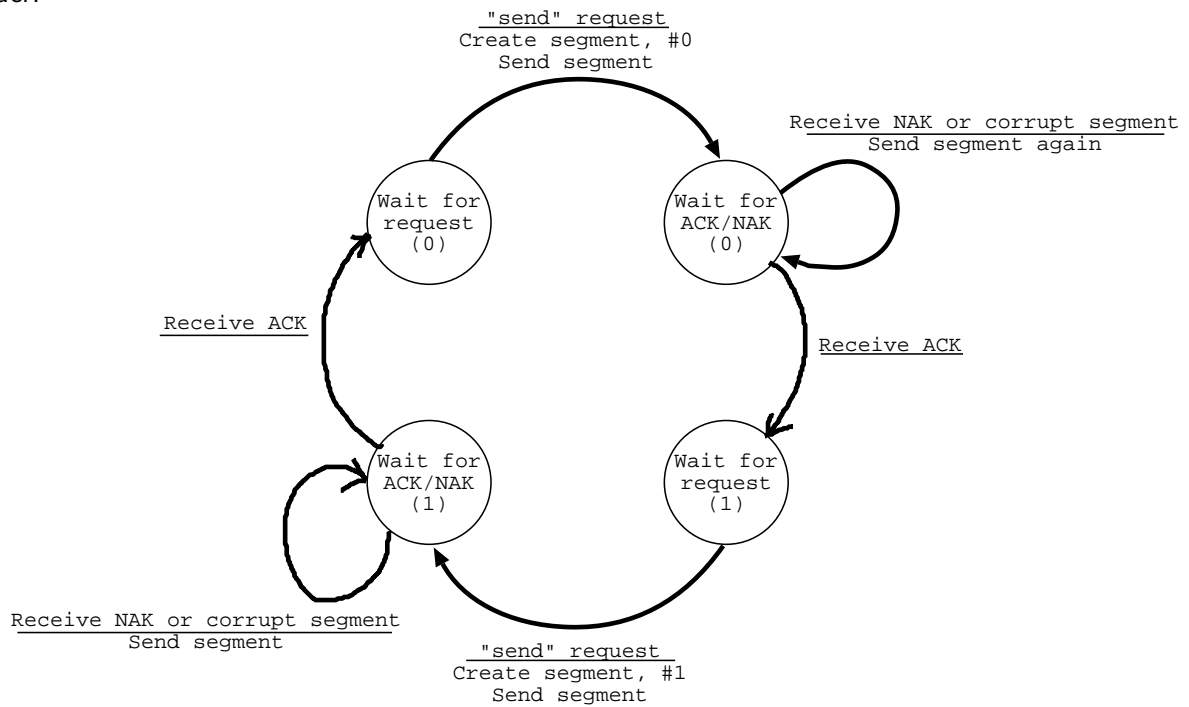 "send" request
Create segment, #0
Send segment
Receive NAK or corrupt segment
Send segment again
Wait for
request
(0)
Wait for
ACK/NAK
(0)
Receive ACK
Receive ACK
Wait for
ACK/NAK
(1)
Wait for
request
(1)
Receive NAK or corrupt segment
Send segment
"send" request
Create segment, #1
Send segment